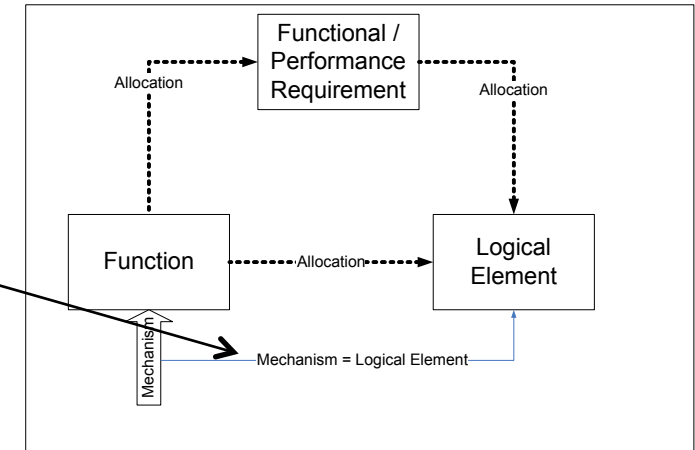 Functional /
Performance
Requirement
Allocation
Allocation
Function
Allocation
Logical
Element
Mechanism
Mechanism = Logical Element